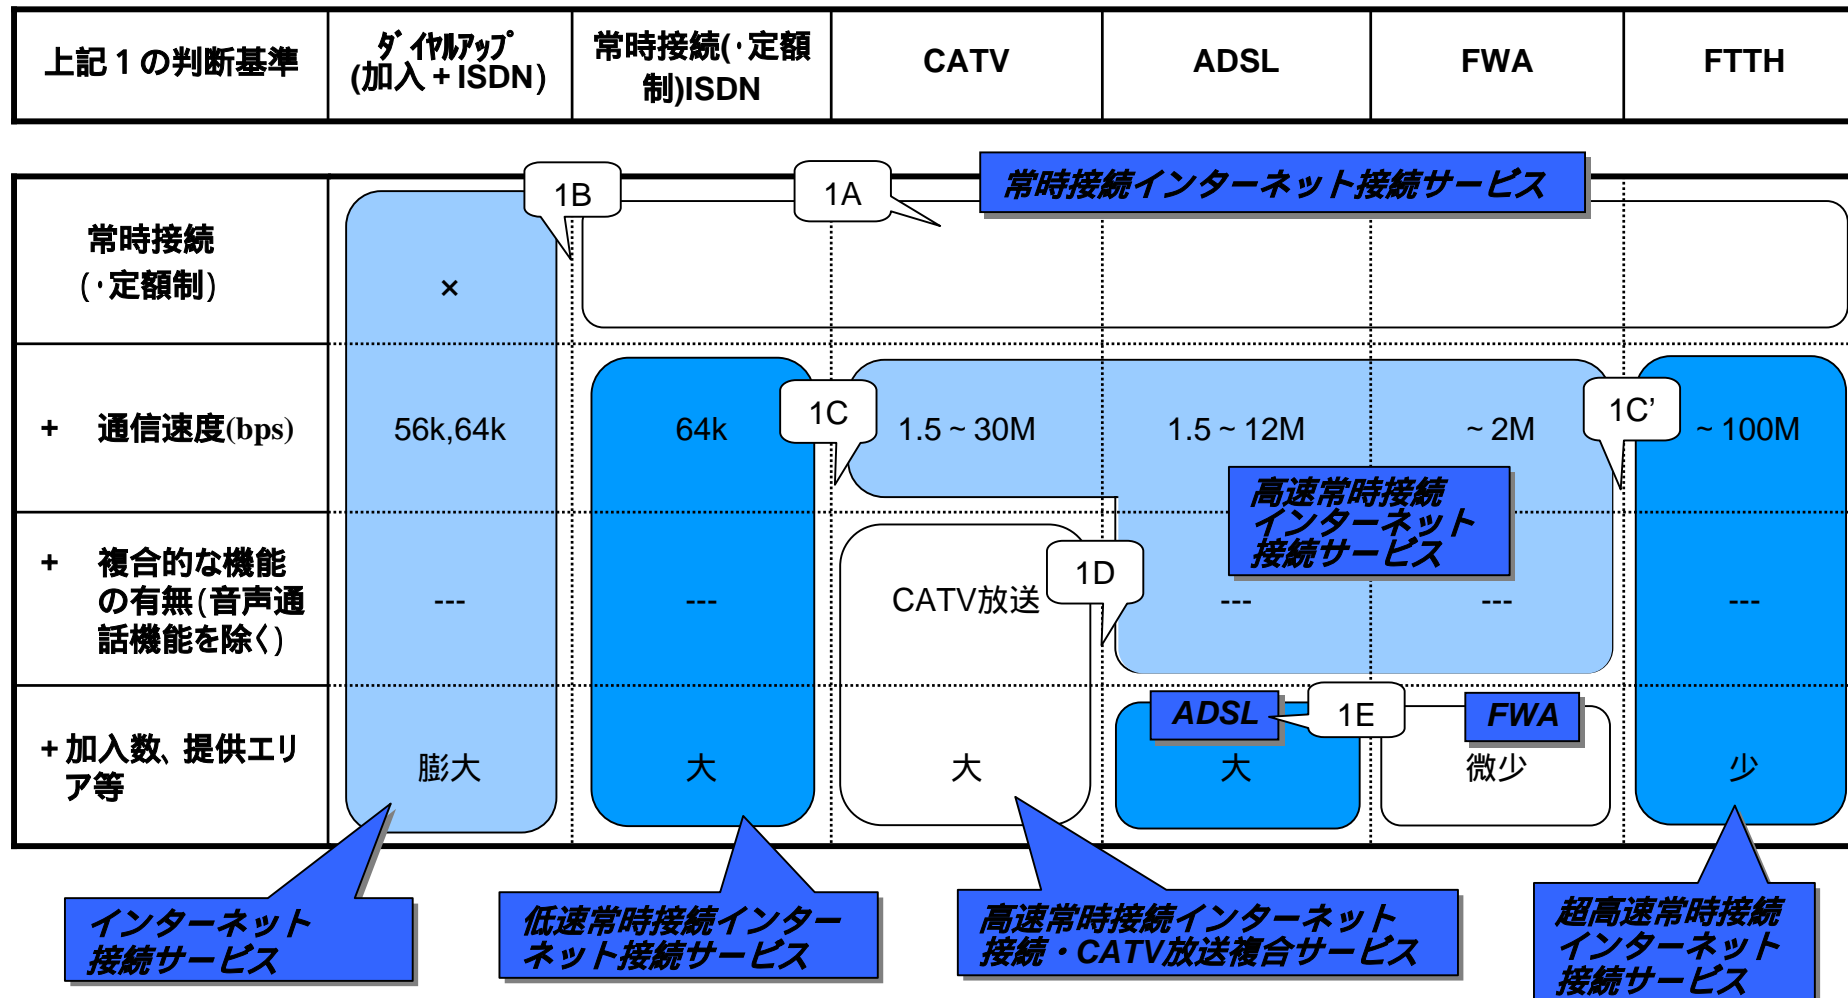 上記1の判断基準
ダイヤルアップ
(加入+ISDN)
常時接続(・定額
制)ISDN
CATV
ADSL
FWA
FTTH
1B
1A
常時接続インターネット接続サービス
常時接続
(・定額制)
×
+ 通信速度(bps)
56k,64k
64k
1C
1.5~30M
1.5~12M
~2M
1C’
~100M
高速常時接続
インターネット
接続サービス
+ 複合的な機能
の有無(音声通
話機能を除く)
---
---
CATV放送
1D
---
---
---
ADSL
1E
FWA
+加入数、提供エリ
ア等
膨大
大
大
大
微少
少
インターネット
接続サービス
低速常時接続インター
ネット接続サービス
高速常時接続インターネット
接続・CATV放送複合サービス
超高速常時接続
インターネット
接続サービス